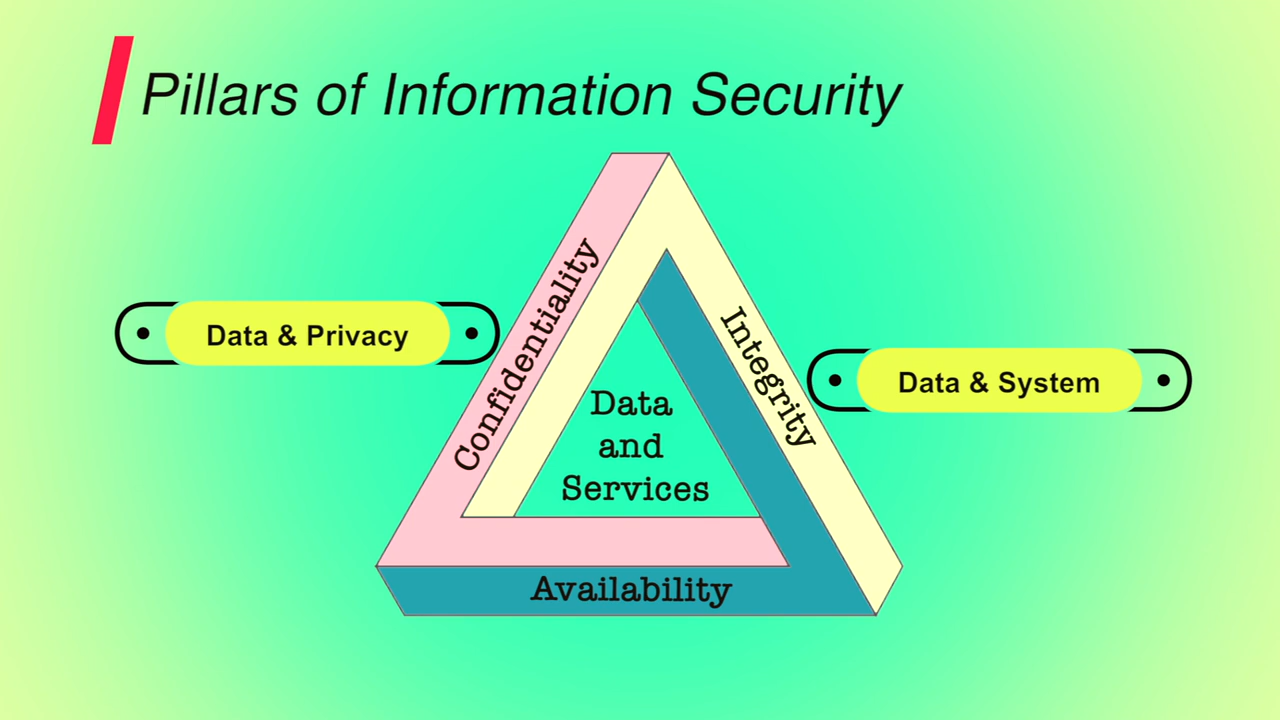 Pillars of Information Security
Confidentiality
Data & Privacy
Integrity
Data & System
Data
and
Services
Availability